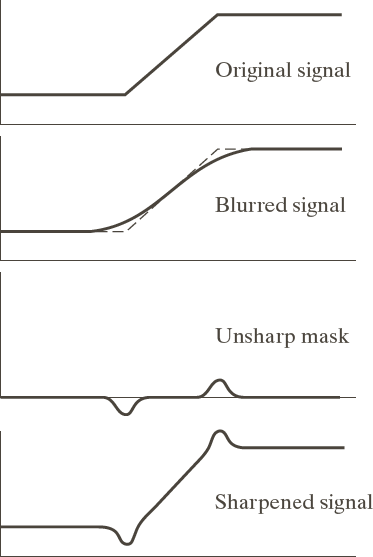 Original signal
Blurred signal
Unsharp mask
Sharpened signal